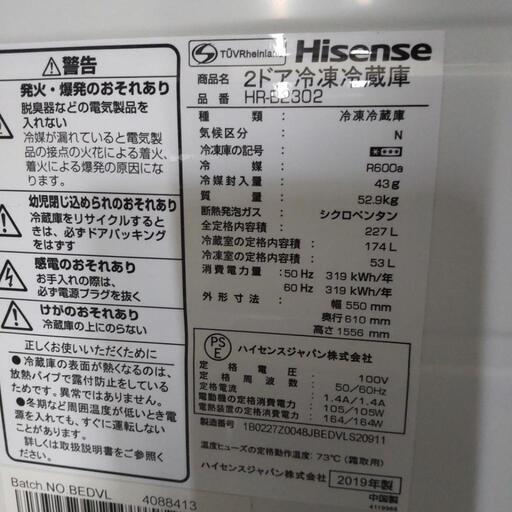 警告
発火・爆発のおそれあり
脱臭器などの電気製品を
入れない
冷媒が漏れていると電気製
品の接点の火花による着火、
着火による爆発の原因にな
ります。
幼児閉じ込められのおそれあり
冷蔵庫をリサイクルすると
きは、必ずドアパッキング
をはずす
感電のおそれあり
お手入れの際は、
必ず電源プラグを抜く
けがのおそれあり
冷蔵庫の上にのらない
正しくお使いいただくために
●冷蔵庫の表面が熱くなるのは、
放熱パイプで露付防止をしている
ためです。異常ではありません。
●冬期など周囲温度が低いとき電
源を入れても、すぐに運転しない
ことがあります。
詳しくは取扱説明書をごらんください
Batch.NO.BEDVL 4088413
TÜVRheinland Hisense
商品名 2ドア冷凍冷蔵庫
品番 HR-B2302
種類：冷凍冷蔵庫
気候区分：N
冷凍庫の記号：
冷媒：R600a
冷媒封入量：43g
質量：52.9kg
断熱発泡ガス：シクロペンタン
全定格内容積：227 L
冷蔵室の定格内容積：174 L
冷凍室の定格内容積：53 L
消費電力量：50 Hz 319 kWh/年
60 Hz 319 kWh/年
外形寸法：幅 550 mm
奥行 610 mm
高さ 1556 mm
PSE ハイセンスジャパン株式会社
定格電圧：100V
定格周波数：50/60Hz
定格電流：1.4A/1.4A
電動機の定格消費電力：105/105W
電熱装置の定格消費電力：164/164W
製造番号 1B0227Z0048JBEDVLS20911
温度ヒューズの定格動作温度：73℃(霜取用)
ハイセンスジャパン株式会社 2019年製
中国製
4119968